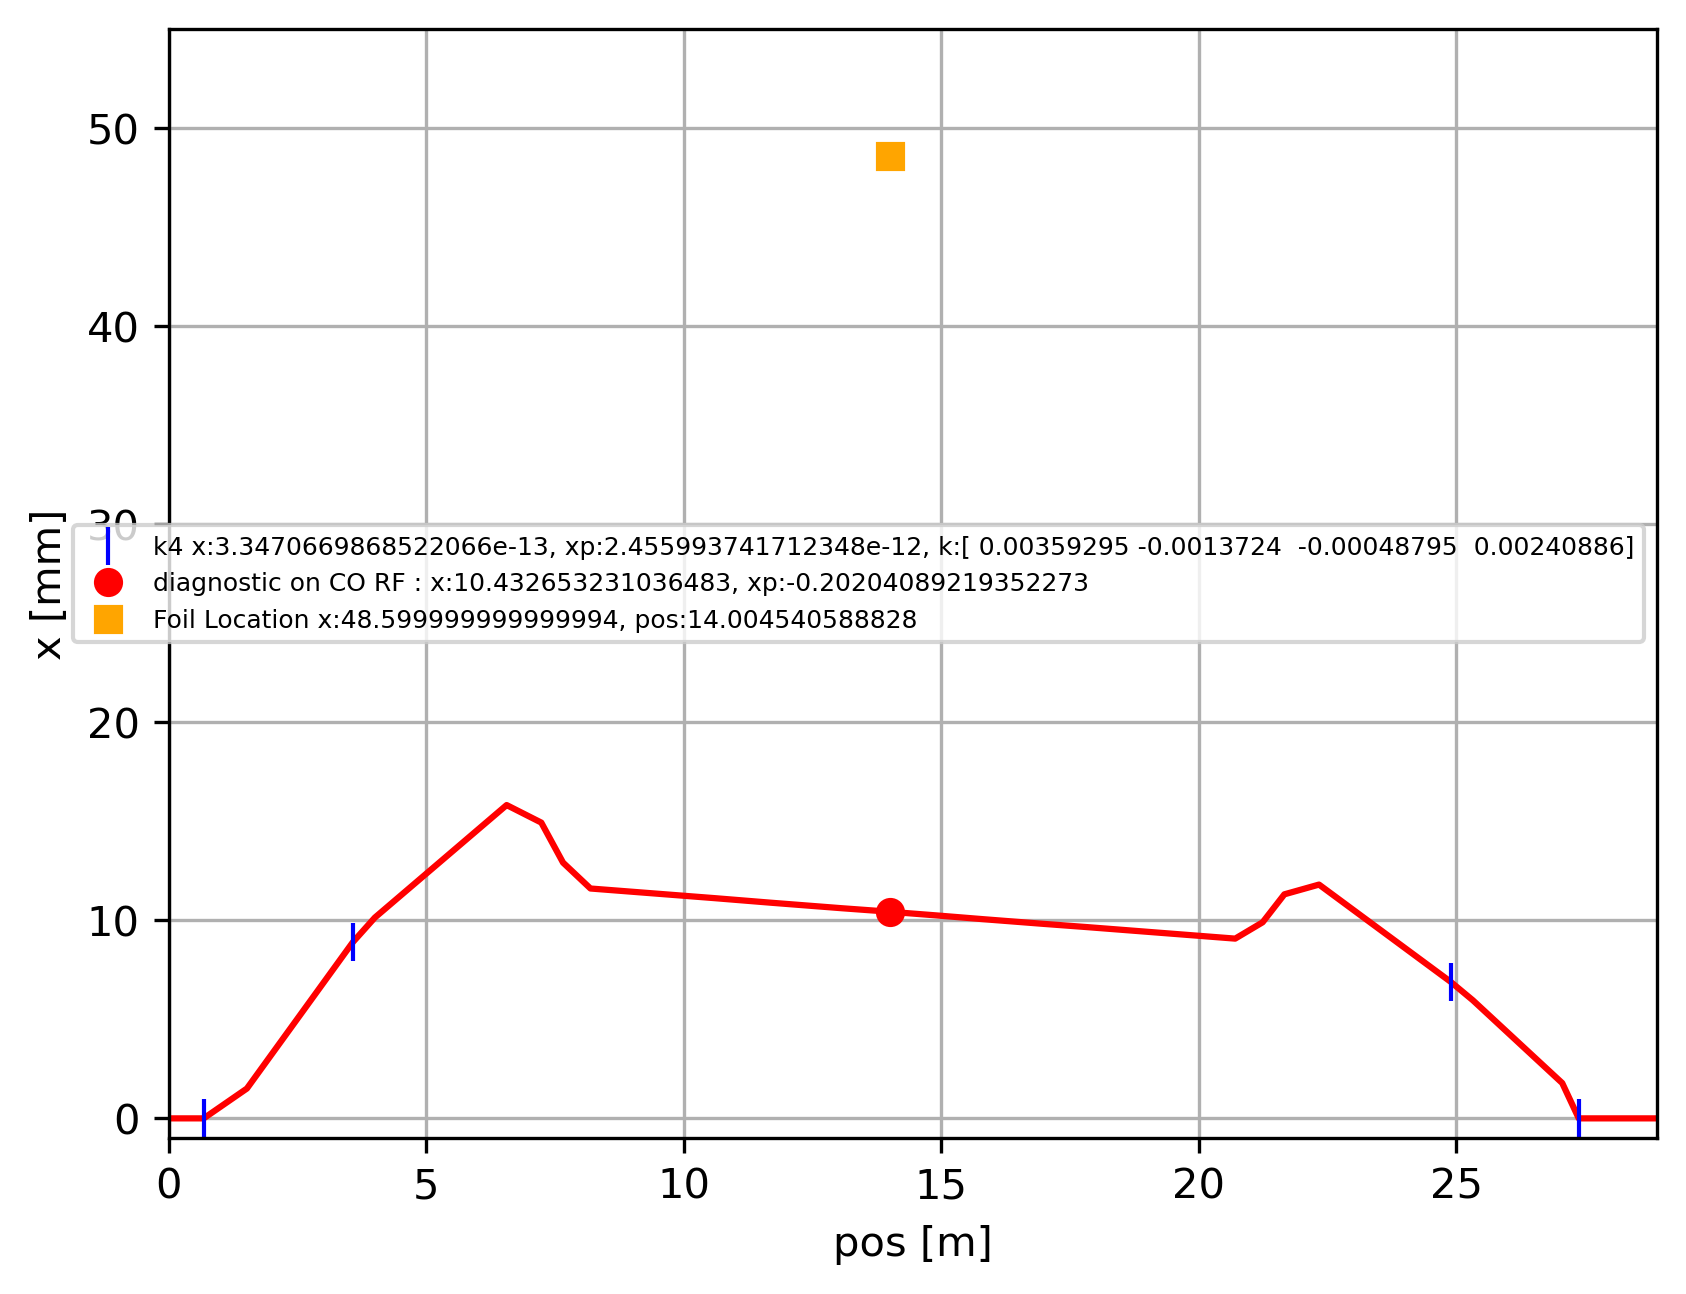 50
40
30
20
10
0
x [mm]
k4 x:3.3470669868522066e-13, xp:2.455993741712348e-12, k:[ 0.00359295 -0.0013724  -0.00048795  0.00240886]
diagnostic on CO RF : x:10.432653231036483, xp:-0.20204089219352273
Foil Location x:48.599999999999994, pos:14.004540588828
0 5 10 15 20 25
pos [m]